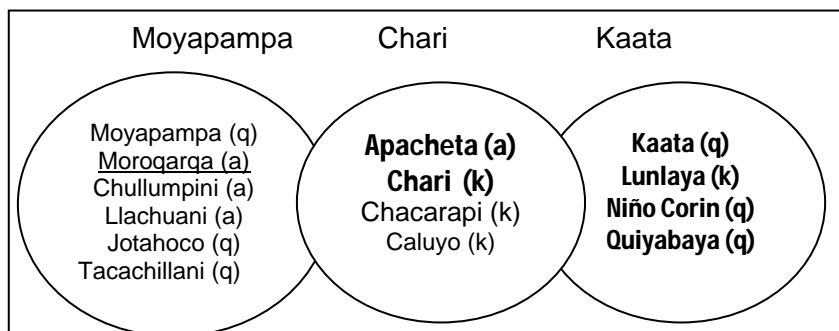 Moyapampa Chari Kaata
Moyapampa (q)
Moroqarqa (a)
Chullumpini (a)
Llachuani (a)
Jotahoco (q)
Tacachillani (q)
Apacheta (a)
Chari (k)
Chacarapi (k)
Caluyo (k)
Kaata (q)
Lunlaya (k)
Niño Corin (q)
Quiyabaya (q)